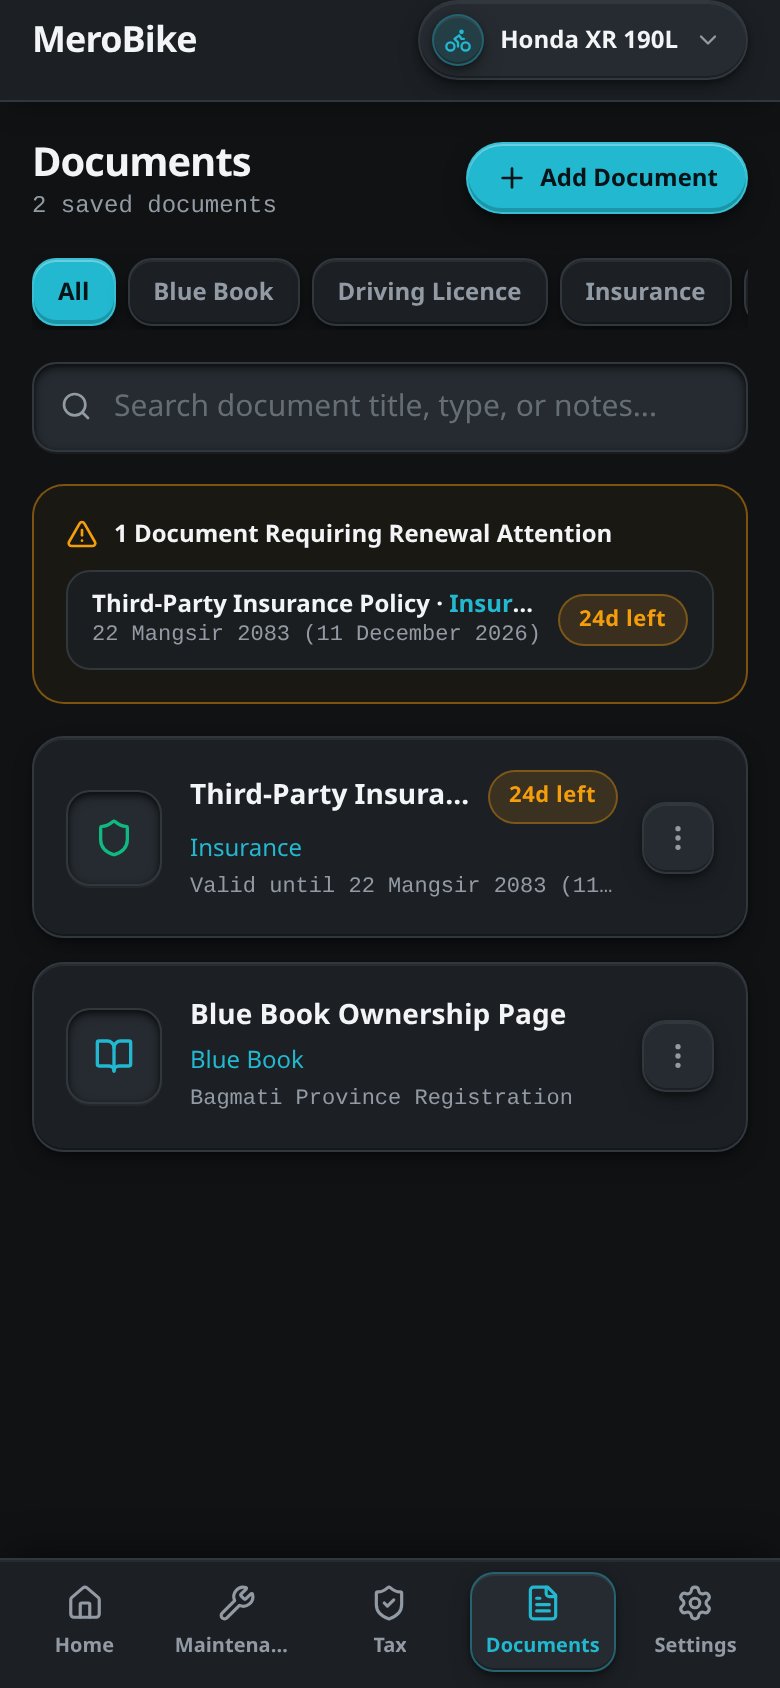 MeroBike
Honda XR 190L
Documents
2 saved documents
Add Document
All
Blue Book
Driving Licence
Insurance
Search document title, type, or notes...
1 Document Requiring Renewal Attention
Third-Party Insurance Policy · Insur...
22 Mangsir 2083 (11 December 2026)
24d left
Third-Party Insura...
24d left
Insurance
Valid until 22 Mangsir 2083 (11...
Blue Book Ownership Page
Blue Book
Bagmati Province Registration
Home
Maintena...
Tax
Documents
Settings